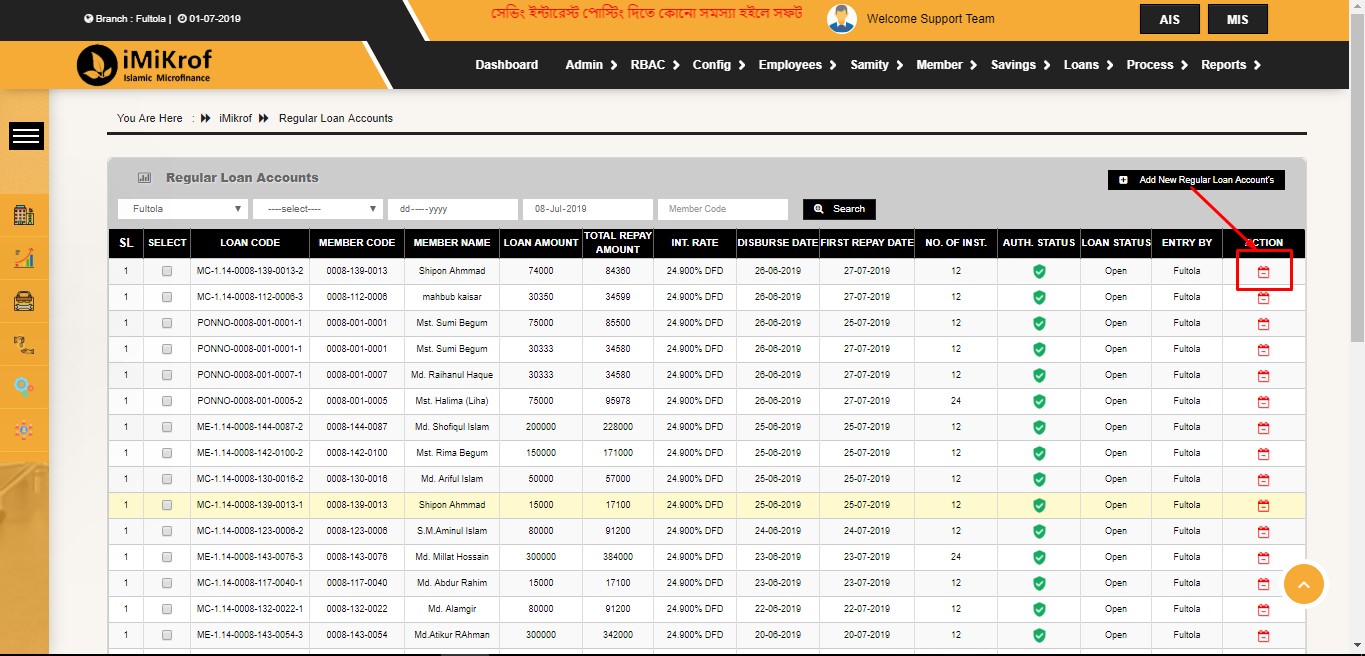 Branch : Fultola | 01-07-2019
সেভিং ইন্টারেস্ট পোস্টিং দিতে কোনো সমস্যা হইলে সফট
Welcome Support Team
AIS MIS
iMiKrof
Islamic Microfinance
Dashboard Admin RBAC Config Employees Samity Member Savings Loans Process Reports
You Are Here : iMikrof Regular Loan Accounts
Regular Loan Accounts
Add New Regular Loan Account's
Fultola ----select---- dd-----yyyy 08-Jul-2019 Member Code Search
SL SELECT LOAN CODE MEMBER CODE MEMBER NAME LOAN AMOUNT TOTAL REPAY AMOUNT INT. RATE DISBURSE DATE FIRST REPAY DATE NO. OF INST. AUTH. STATUS LOAN STATUS ENTRY BY ACTION
1 MC-1.14-0008-139-0013-2 0008-139-0013 Shipon Ahmmad 74000 84360 24.900% DFD 26-06-2019 27-07-2019 12 Open Fultola
1 MC-1.14-0008-112-0006-3 0008-112-0006 mahbub kaisar 30350 34599 24.900% DFD 26-06-2019 27-07-2019 12 Open Fultola
1 PONNO-0008-001-0001-1 0008-001-0001 Mst. Sumi Begum 75000 85500 24.900% DFD 26-06-2019 25-07-2019 12 Open Fultola
1 PONNO-0008-001-0001-1 0008-001-0001 Mst. Sumi Begum 30333 34580 24.900% DFD 26-06-2019 27-07-2019 12 Open Fultola
1 PONNO-0008-001-0007-1 0008-001-0007 Md. Raihanul Haque 30333 34580 24.900% DFD 26-06-2019 27-07-2019 12 Open Fultola
1 PONNO-0008-001-0005-2 0008-001-0005 Mst. Halima (Liha) 75000 95978 24.900% DFD 26-06-2019 27-07-2019 24 Open Fultola
1 ME-1.14-0008-144-0087-2 0008-144-0087 Md. Shofiqul Islam 200000 228000 24.900% DFD 25-06-2019 25-07-2019 12 Open Fultola
1 ME-1.14-0008-142-0100-2 0008-142-0100 Mst. Rima Begum 150000 171000 24.900% DFD 25-06-2019 25-07-2019 12 Open Fultola
1 MC-1.14-0008-130-0016-2 0008-130-0016 Md. Ariful Islam 50000 57000 24.900% DFD 25-06-2019 25-07-2019 12 Open Fultola
1 MC-1.14-0008-139-0013-1 0008-139-0013 Shipon Ahmmad 15000 17100 24.900% DFD 25-06-2019 25-07-2019 12 Open Fultola
1 MC-1.14-0008-123-0006-2 0008-123-0006 S.M.Aminul Islam 80000 91200 24.900% DFD 24-06-2019 24-07-2019 12 Open Fultola
1 ME-1.14-0008-143-0076-3 0008-143-0076 Md. Millat Hossain 300000 384000 24.900% DFD 23-06-2019 23-07-2019 24 Open Fultola
1 MC-1.14-0008-117-0040-1 0008-117-0040 Md. Abdur Rahim 15000 17100 24.900% DFD 23-06-2019 23-07-2019 12 Open Fultola
1 MC-1.14-0008-132-0022-1 0008-132-0022 Md. Alamgir 80000 91200 24.900% DFD 22-06-2019 22-07-2019 12 Open Fultola
1 ME-1.14-0008-143-0054-3 0008-143-0054 Md.Atikur RAhman 300000 342000 24.900% DFD 20-06-2019 20-07-2019 12 Open Fultola